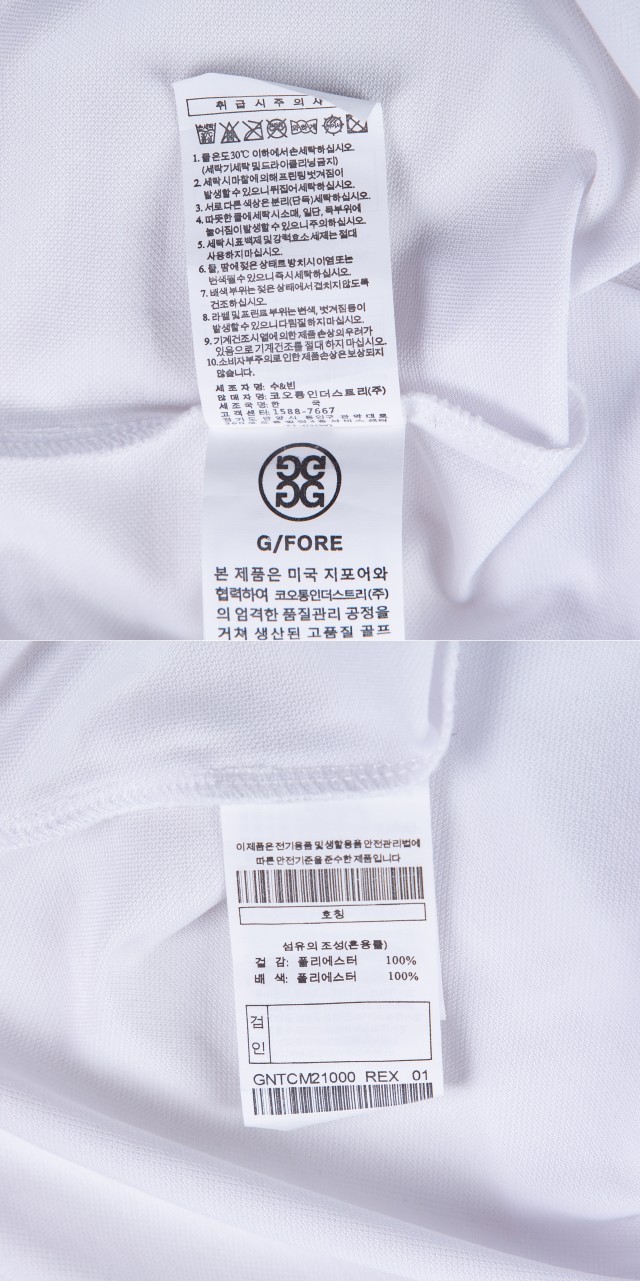 취 급 시 주 의 사
1. 물온도30℃ 이하에서손세탁하십시오.
(세탁기세탁및드라이클리닝금지)
2. 세탁시마찰에의해프린팅벗겨짐이
발생할수있으니뒤집어세탁하십시오.
3. 서로다른색상은분리(단독)세탁하십시오.
4. 따뜻한물에세탁시소매, 밑단, 목부위에
늘어짐이발생할수있으니주의하십시오.
5. 세탁시표백제및강력효소세제는절대
사용하지마십시오.
6. 물, 땀에젖은상태로방치시이염또는
변색될수있으니즉시세탁하십시오.
7. 배색부위는젖은상태에서겹치지않도록
건조하십시오.
8. 라벨및프린트부위는변색, 벗겨짐등이
발생할수있으니다림질하지마십시오.
9. 기계건조시열에의한제품손상의우려가
있음으로기계건조를절대하지마십시오.
10.소비자부주의로인한제품손상은보상되지
않습니다.
제 조 자 명: 수&빈
판 매 자 명: 코오롱인더스트리(주)
제 조 국 명: 한 국
고 객 센 터: 1588-7667
경기도 안양시 동안구 관악대로
G/FORE
본 제품은 미국 지포어와
협력하여 코오롱인더스트리(주)
의 엄격한 품질관리 공정을
거쳐 생산된 고품질 골프
이제품은전기용품및생활용품안전관리법에
따른안전기준을준수한제품입니다
호칭
섬유의조성(혼용률)
겉 감: 폴리에스터 100%
배 색: 폴리에스터 100%
검
인
GNTCM21000 REX 01